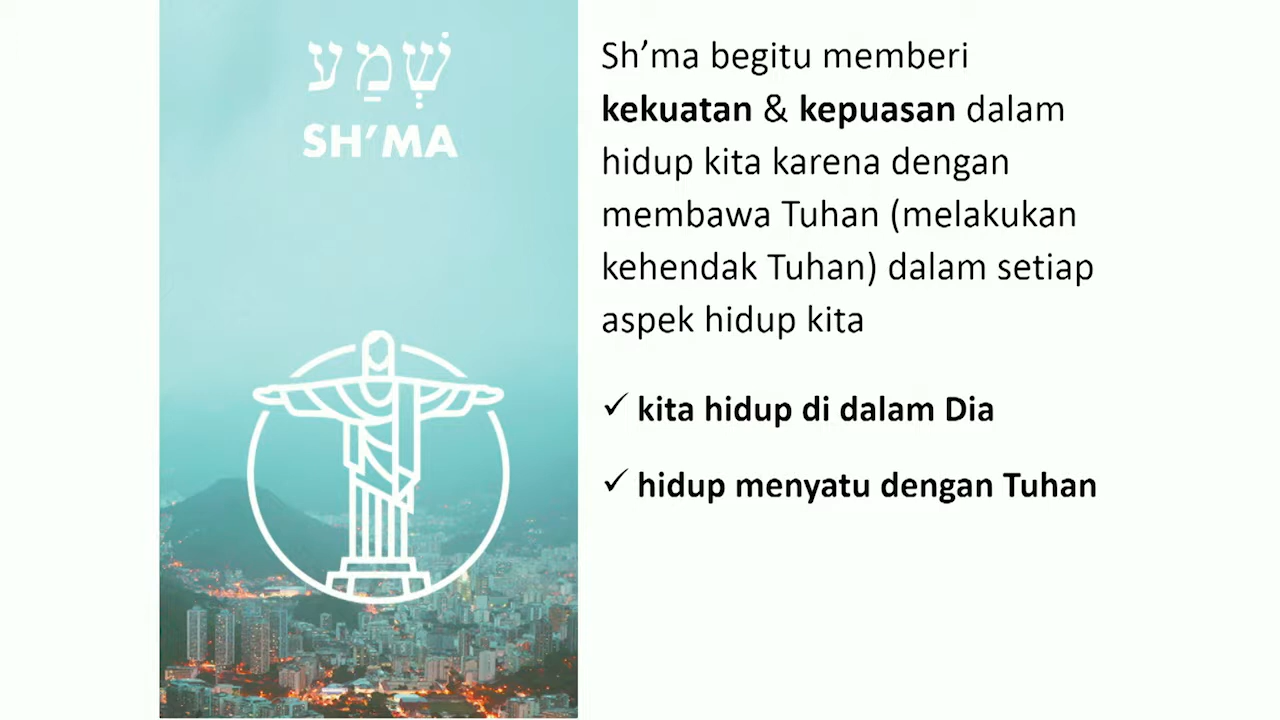 שְׁמַע
SH’MA
Sh’ma begitu memberi
kekuatan & kepuasan dalam
hidup kita karena dengan
membawa Tuhan (melakukan
kehendak Tuhan) dalam setiap
aspek hidup kita
✓ kita hidup di dalam Dia
✓ hidup menyatu dengan Tuhan